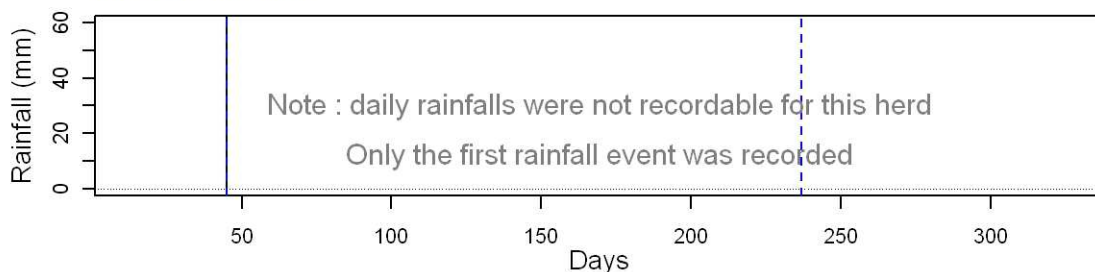 Rainfall (mm)
60
40
20
0
Note : daily rainfalls were not recordable for this herd
Only the first rainfall event was recorded
50 100 150 200 250 300
Days